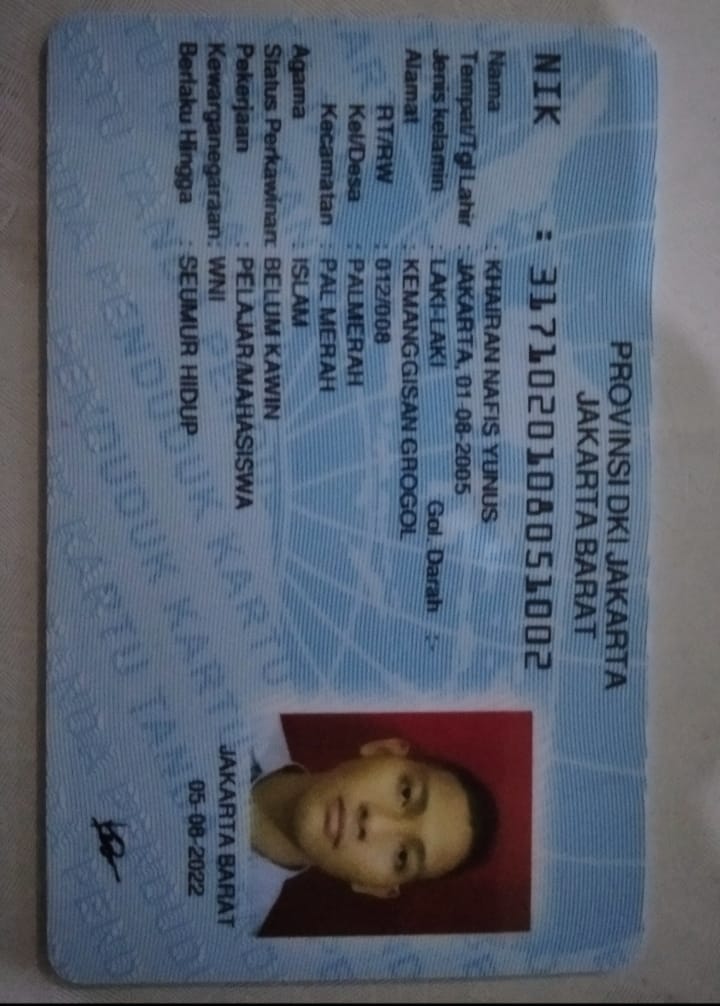 PROVINSI DKI JAKARTA
JAKARTA BARAT
NIK : 3171020108051002
Nama : KHAIRAN NAFIS YUNUS
Tempat/Tgl Lahir : JAKARTA, 01-08-2005
Jenis kelamin : LAKI-LAKI Gol. Darah :-
Alamat : KEMANGGISAN GROGOL
RT/RW : 012/008
Kel/Desa : PALMERAH
Kecamatan : PAL MERAH
Agama : ISLAM
Status Perkawinan: BELUM KAWIN
Pekerjaan : PELAJAR/MAHASISWA
Kewarganegaraan: WNI
Berlaku Hingga : SEUMUR HIDUP
JAKARTA BARAT
05-08-2022